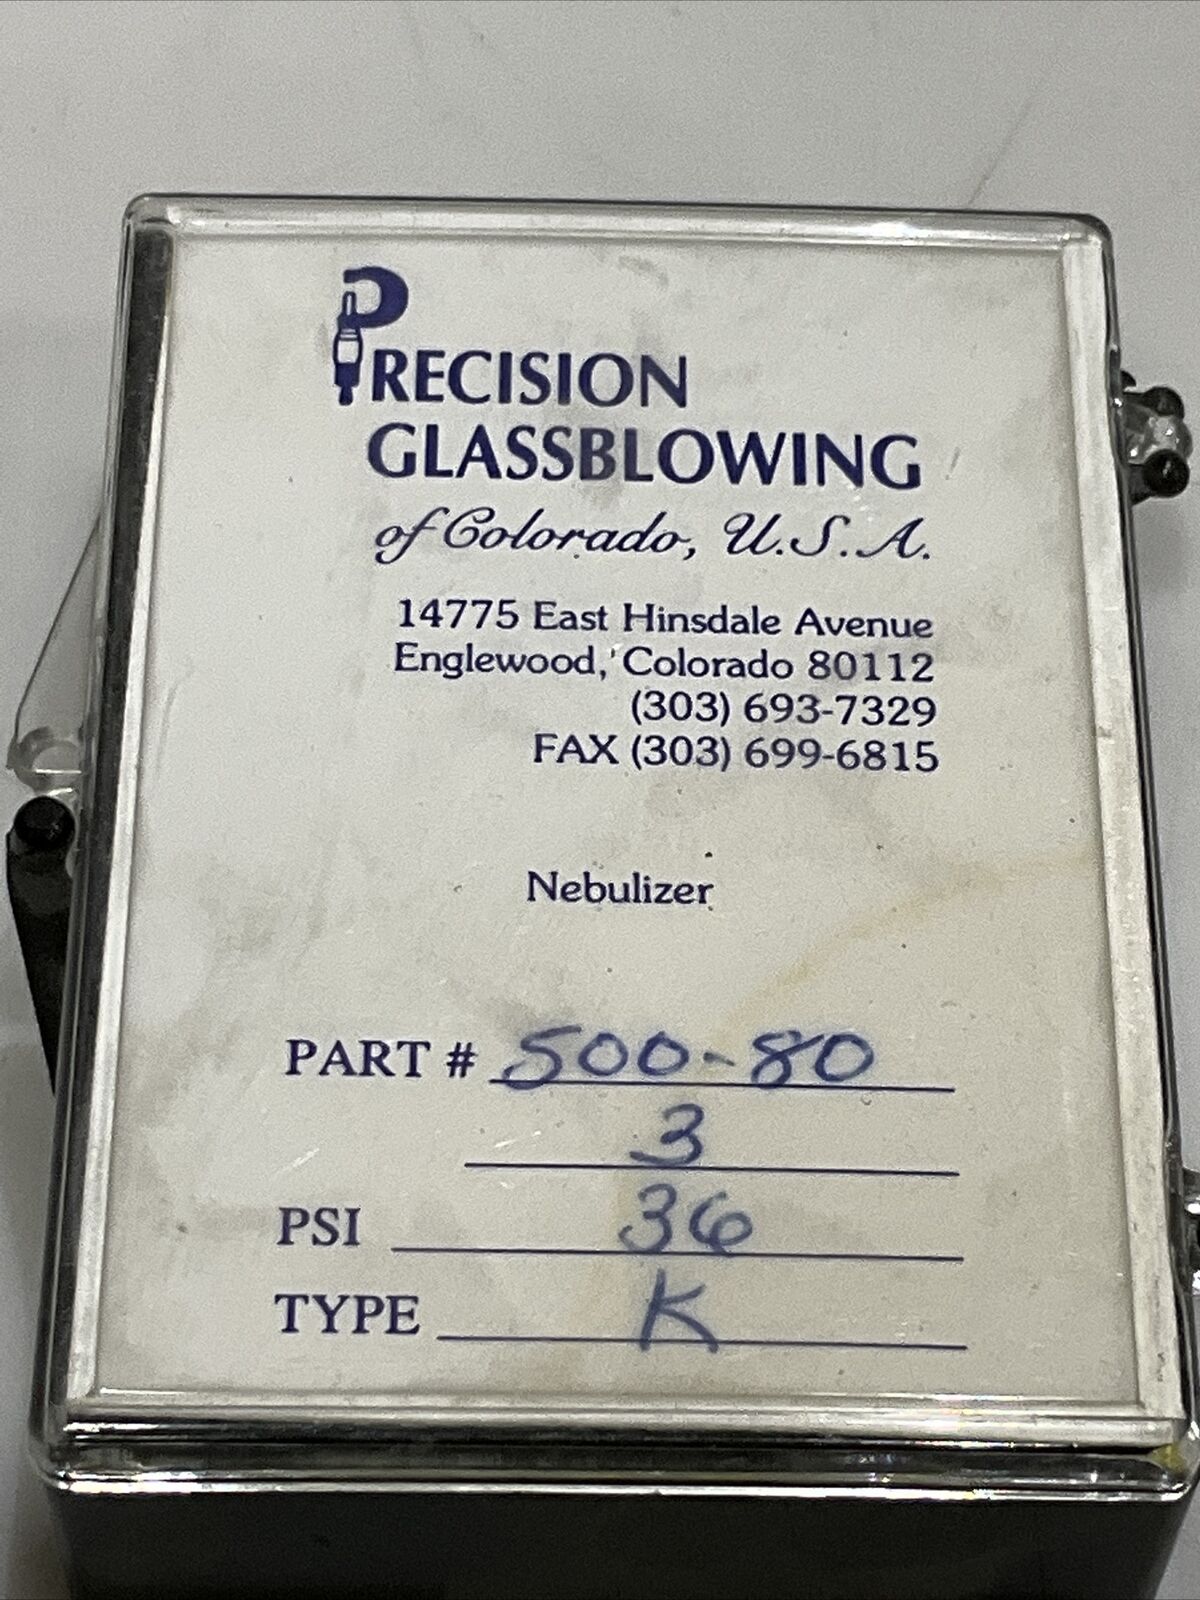 PRECISION
GLASSBLOWING
of Colorado, U.S.A.
14775 East Hinsdale Avenue
Englewood, Colorado 80112
(303) 693-7329
FAX (303) 699-6815
Nebulizer
PART # 500-80
3
PSI 36
TYPE K